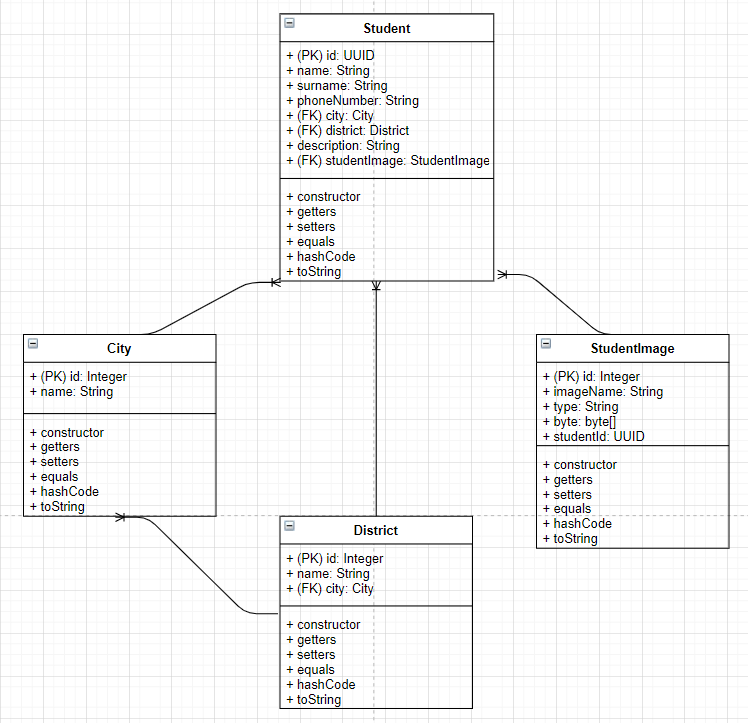 Student
+ (PK) id: UUID
+ name: String
+ surname: String
+ phoneNumber: String
+ (FK) city: City
+ (FK) district: District
+ description: String
+ (FK) studentImage: StudentImage
+ constructor
+ getters
+ setters
+ equals
+ hashCode
+ toString
City
+ (PK) id: Integer
+ name: String
+ constructor
+ getters
+ setters
+ equals
+ hashCode
+ toString
StudentImage
+ (PK) id: Integer
+ imageName: String
+ type: String
+ byte: byte[]
+ studentId: UUID
+ constructor
+ getters
+ setters
+ equals
+ hashCode
+ toString
District
+ (PK) id: Integer
+ name: String
+ (FK) city: City
+ constructor
+ getters
+ setters
+ equals
+ hashCode
+ toString